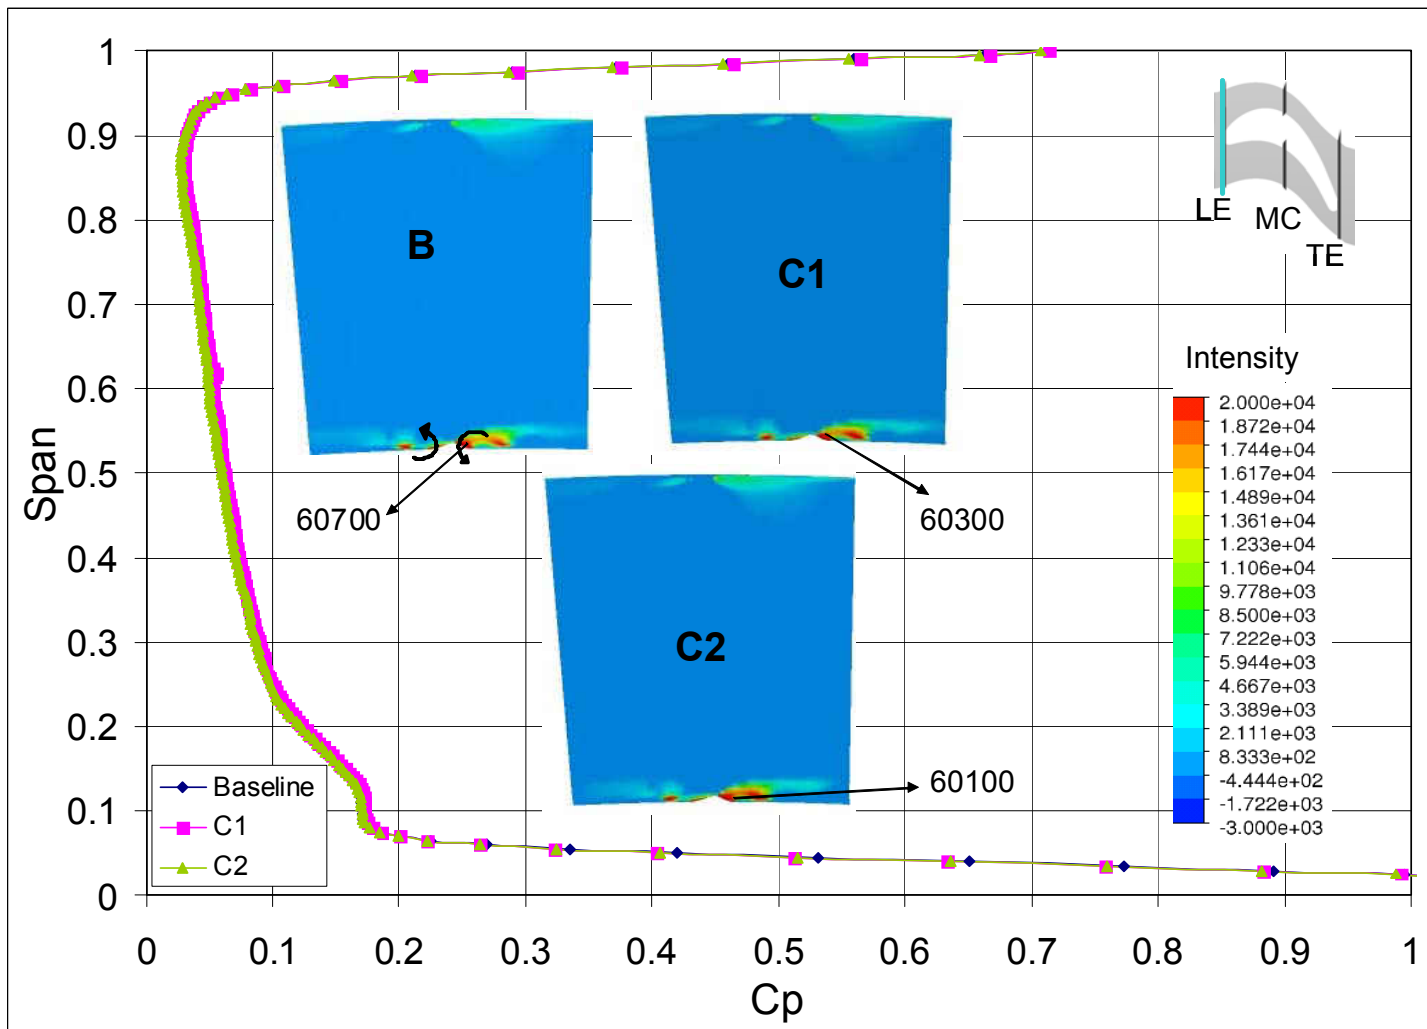 1
0.9
0.8
0.7
0.6
0.5
0.4
0.3
0.2
0.1
0
Span
B
C1
C2
60700
60300
60100
LE
MC
TE
Intensity
2.000e+04
1.872e+04
1.744e+04
1.617e+04
1.489e+04
1.361e+04
1.233e+04
1.106e+04
9.778e+03
8.500e+03
7.222e+03
5.944e+03
4.667e+03
3.389e+03
2.111e+03
8.333e+02
-4.444e+02
-1.722e+03
-3.000e+03
Baseline
C1
C2
0 0.1 0.2 0.3 0.4 0.5 0.6 0.7 0.8 0.9 1
Cp